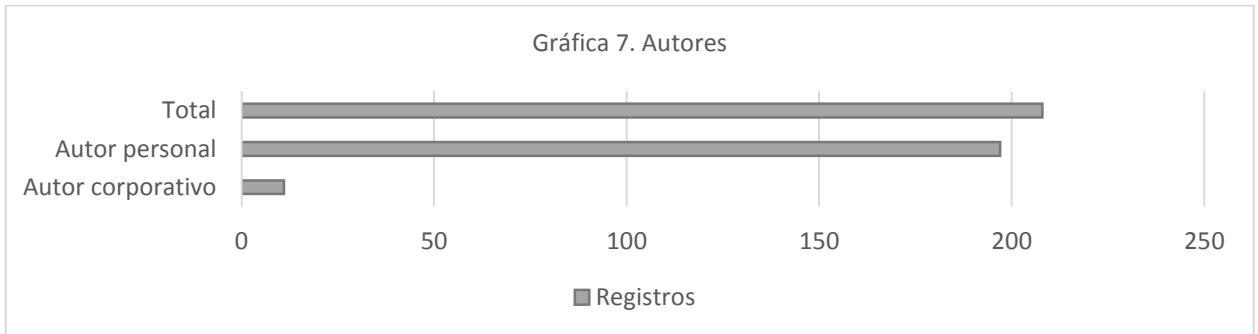 Gráfica 7. Autores
Total
Autor personal
Autor corporativo
0 50 100 150 200 250
Registros